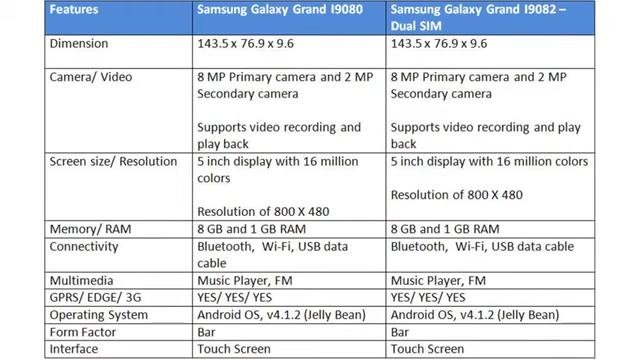 Features Samsung Galaxy Grand I9080 Samsung Galaxy Grand I9082 –
Dual SIM
Dimension 143.5 x 76.9 x 9.6 143.5 x 76.9 x 9.6
Camera/ Video 8 MP Primary camera and 2 MP 8 MP Primary camera and 2 MP
Secondary camera Secondary camera
Supports video recording and Supports video recording and play
play back back
Screen size/ Resolution 5 inch display with 16 million 5 inch display with 16 million colors
colors
Resolution of 800 X 480
Resolution of 800 X 480
Memory/ RAM 8 GB and 1 GB RAM 8 GB and 1 GB RAM
Connectivity Bluetooth, Wi-Fi, USB data Bluetooth, Wi-Fi, USB data cable
cable
Multimedia Music Player, FM Music Player, FM
GPRS/ EDGE/ 3G YES/ YES/ YES YES/ YES/ YES
Operating System Android OS, v4.1.2 (Jelly Bean) Android OS, v4.1.2 (Jelly Bean)
Form Factor Bar Bar
Interface Touch Screen Touch Screen